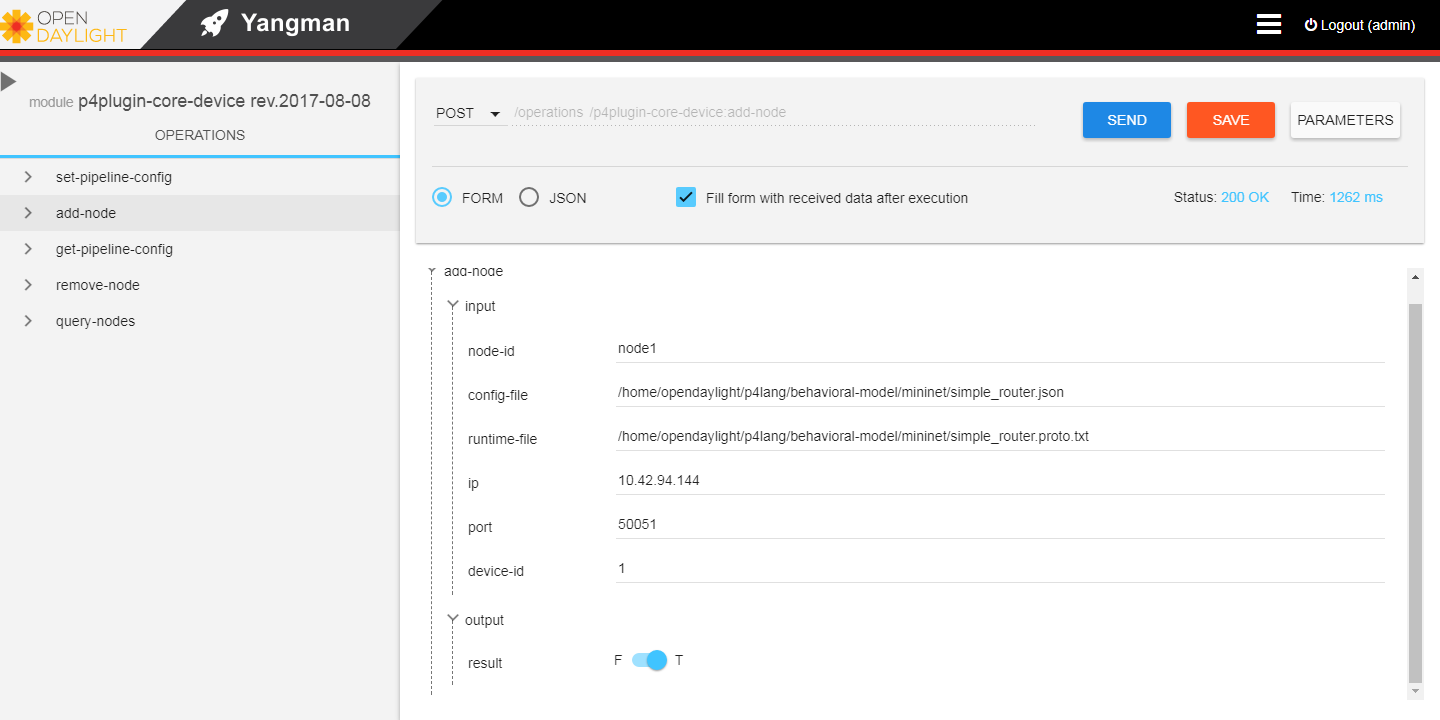 OPEN
DAYLIGHT
Yangman
Logout (admin)
module p4plugin-core-device rev.2017-08-08
OPERATIONS
set-pipeline-config
add-node
get-pipeline-config
remove-node
query-nodes
POST /operations /p4plugin-core-device:add-node SEND SAVE PARAMETERS
FORM JSON Fill form with received data after execution Status: 200 OK Time: 1262 ms
add-node
input
node-id node1
config-file /home/opendaylight/p4lang/behavioral-model/mininet/simple_router.json
runtime-file /home/opendaylight/p4lang/behavioral-model/mininet/simple_router.proto.txt
ip 10.42.94.144
port 50051
device-id 1
output
result F T